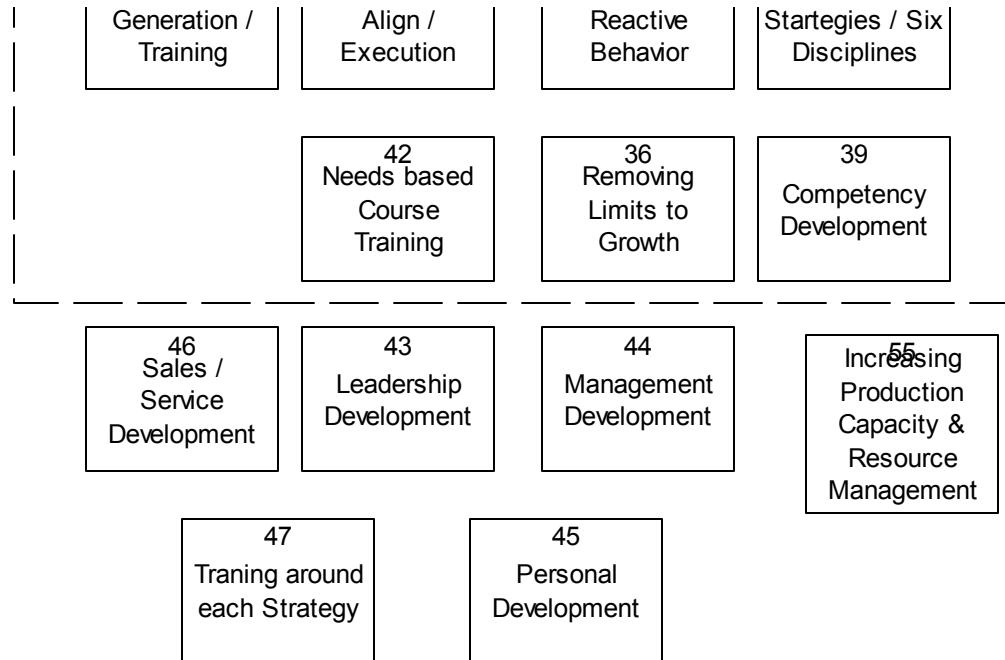 Generation /
Training
Align /
Execution
Reactive
Behavior
Startegies / Six
Disciplines
42
Needs based
Course
Training
36
Removing
Limits to
Growth
39
Competency
Development
46
Sales /
Service
Development
43
Leadership
Development
44
Management
Development
55
Increasing
Production
Capacity &
Resource
Management
47
Traning around
each Strategy
45
Personal
Development